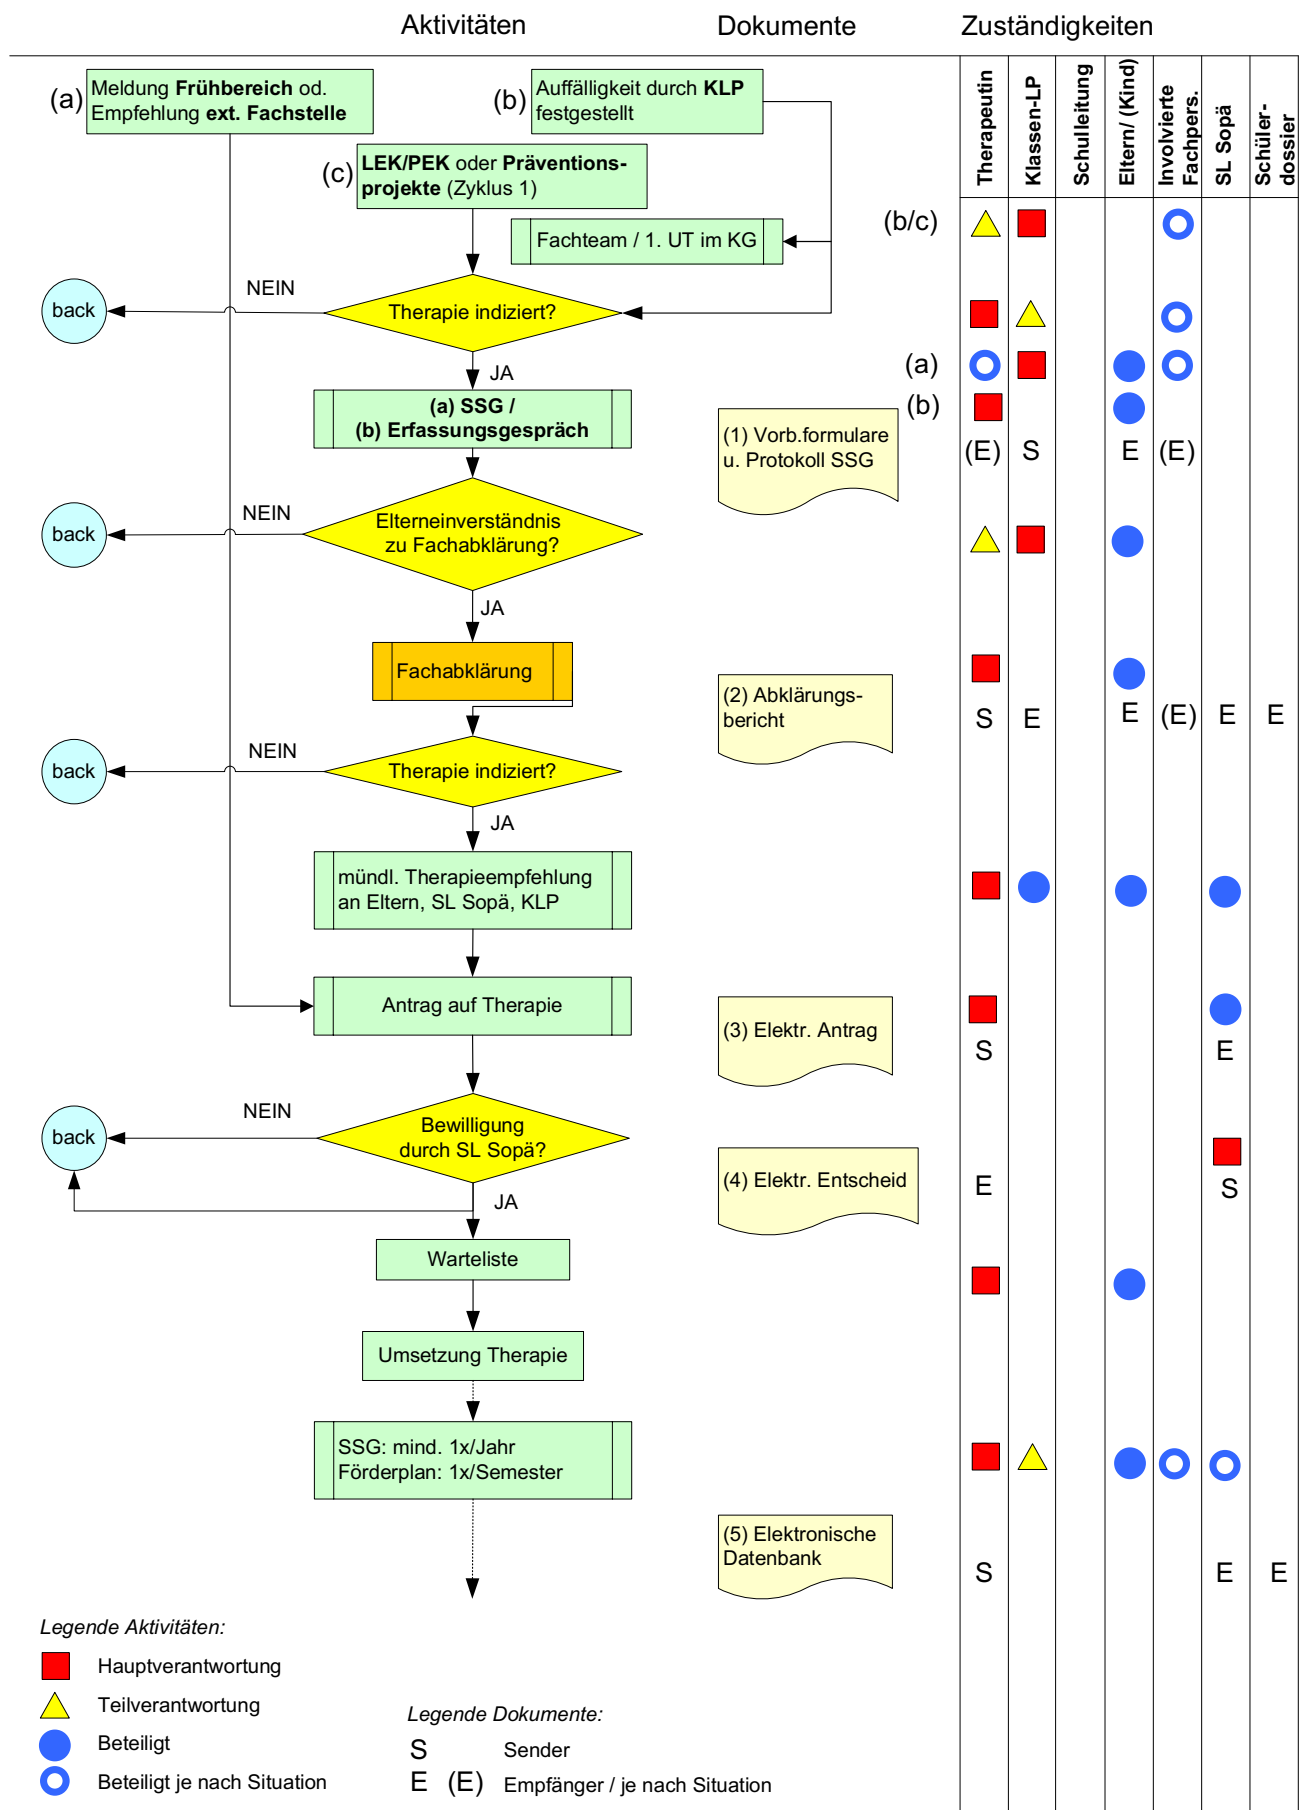 Aktivitäten
Dokumente
Zuständigkeiten
Therapeutin
Klassen-LP
Schulleitung
Eltern/ (Kind)
Involvierte
Fachpers.
SL Sopä
Schüler-
dossier
(a)
Meldung Frühbereich od.
Empfehlung ext. Fachstelle
(b)
Auffälligkeit durch KLP
festgestellt
(c)
LEK/PEK oder Präventions-
projekte (Zyklus 1)
Fachteam / 1. UT im KG
(b/c)
back
NEIN
Therapie indiziert?
JA
(a)
(a) SSG /
(b) Erfassungsgespräch
(b)
(1) Vorb.formulare
u. Protokoll SSG
(E) S E (E)
back
NEIN
Elterneinverständnis
zu Fachabklärung?
JA
Fachabklärung
(2) Abklärungs-
bericht
S E E (E) E E
back
NEIN
Therapie indiziert?
JA
mündl. Therapieempfehlung
an Eltern, SL Sopä, KLP
Antrag auf Therapie
(3) Elektr. Antrag
S E
back
NEIN
Bewilligung
durch SL Sopä?
JA
(4) Elektr. Entscheid
E S
Warteliste
Umsetzung Therapie
SSG: mind. 1x/Jahr
Förderplan: 1x/Semester
(5) Elektronische
Datenbank
S E E
Legende Aktivitäten:
Hauptverantwortung
Teilverantwortung
Beteiligt
Beteiligt je nach Situation
Legende Dokumente:
S Sender
E (E) Empfänger / je nach Situation